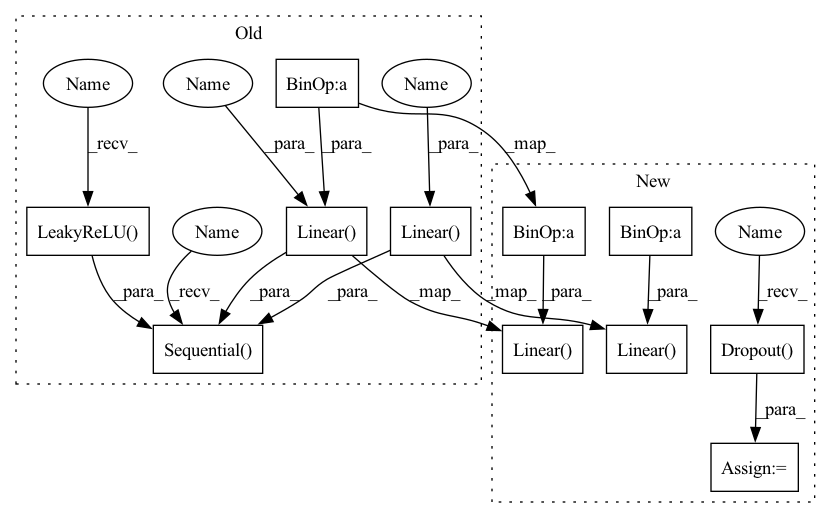 Old
Name
Name
BinOp:a
Name
_recv_
_para_
_para_
_para_
_map_
New
LeakyReLU()
Name
Linear()
Linear()
BinOp:a
BinOp:a
Name
_para_
_recv_
_para_
_para_
_map_
_map_
_para_
_para_
_recv_
Sequential()
Linear()
Linear()
Dropout()
_para_
Assign:=